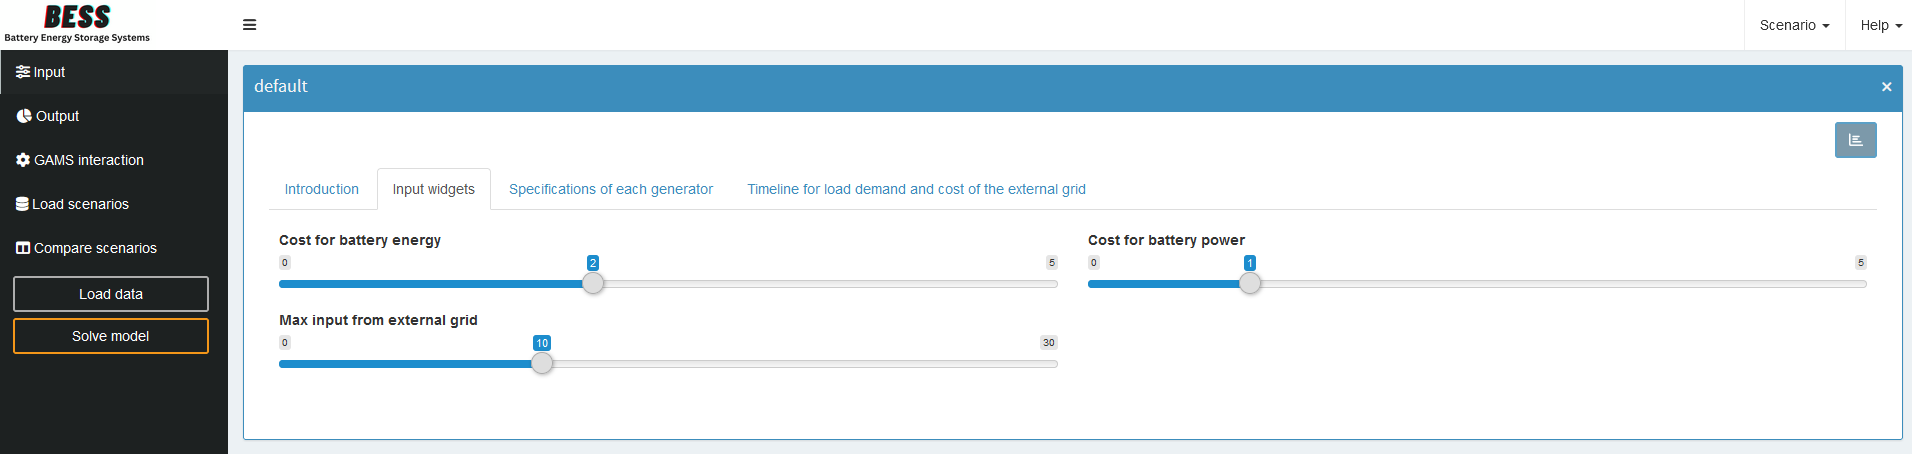 BESS
Battery Energy Storage Systems
Scenario
Help
Input
Output
GAMS interaction
Load scenarios
Compare scenarios
Load data
Solve model
default
Introduction
Input widgets
Specifications of each generator
Timeline for load demand and cost of the external grid
Cost for battery energy
0 2 5
Cost for battery power
0 1 5
Max input from external grid
0 10 30